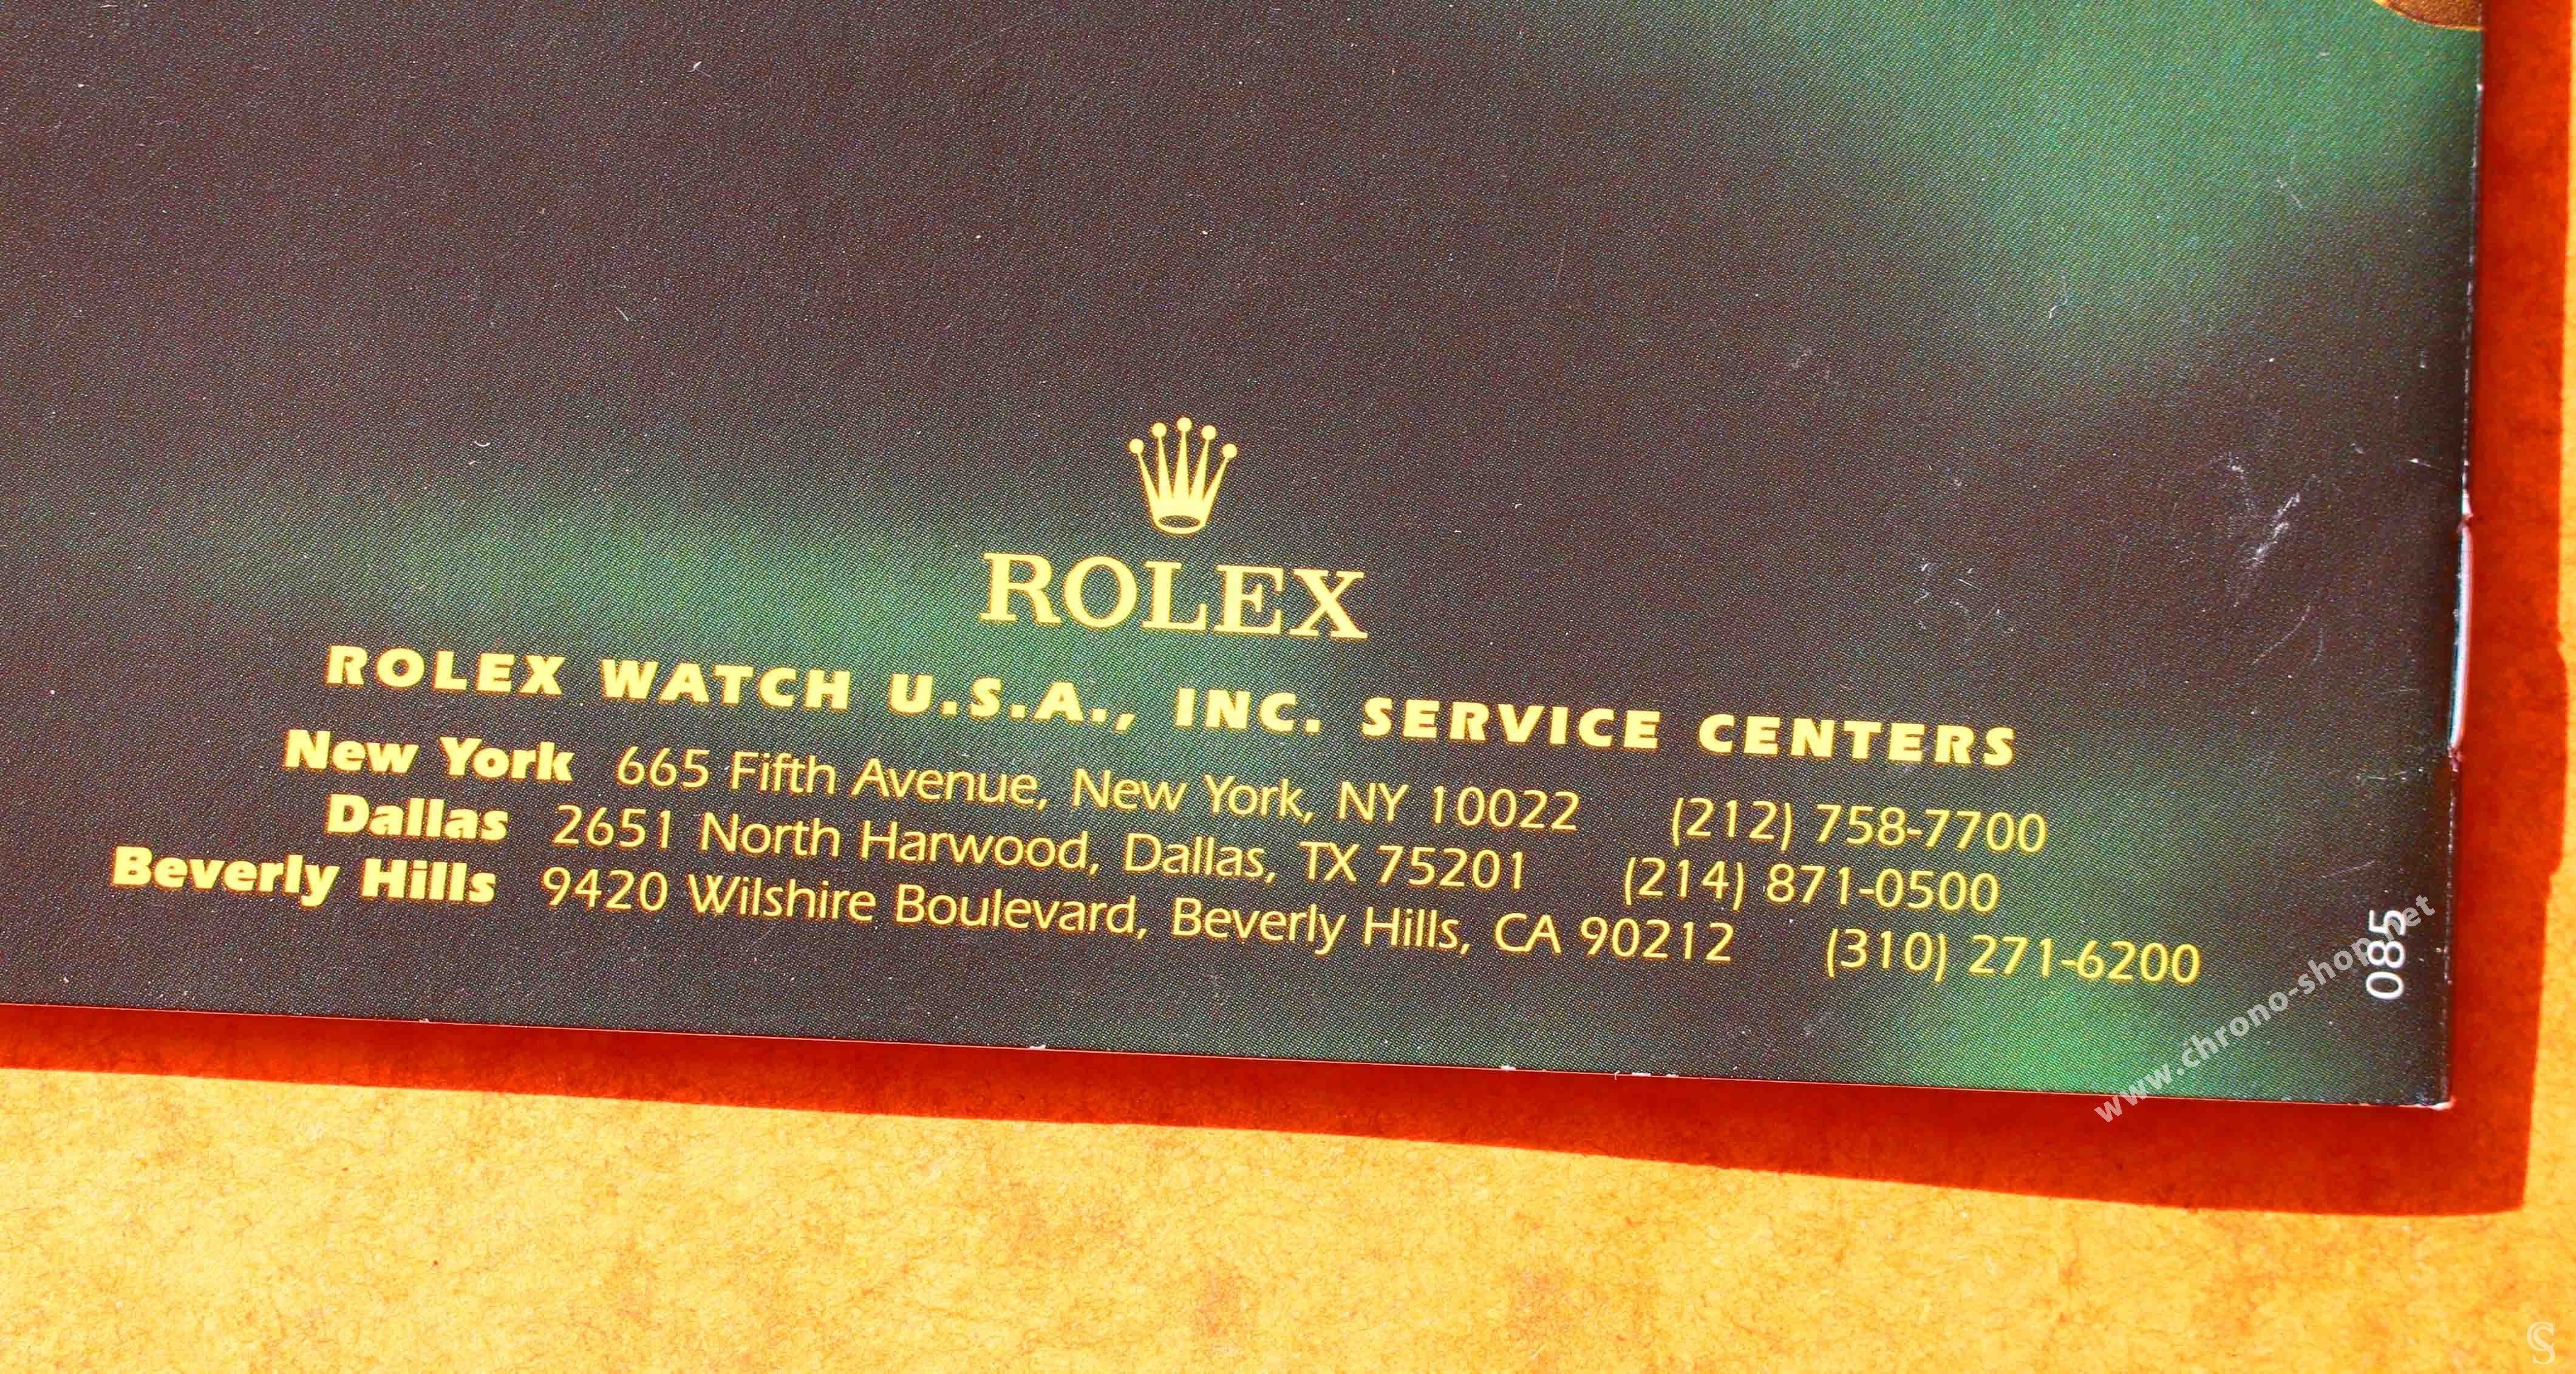 ROLEX
ROLEX WATCH U.S.A., INC. SERVICE CENTERS
New York 665 Fifth Avenue, New York, NY 10022 (212) 758-7700
Dallas 2651 North Harwood, Dallas, TX 75201 (214) 871-0500
Beverly Hills 9420 Wilshire Boulevard, Beverly Hills, CA 90212 (310) 271-6200
085
www.chrono-shop.net